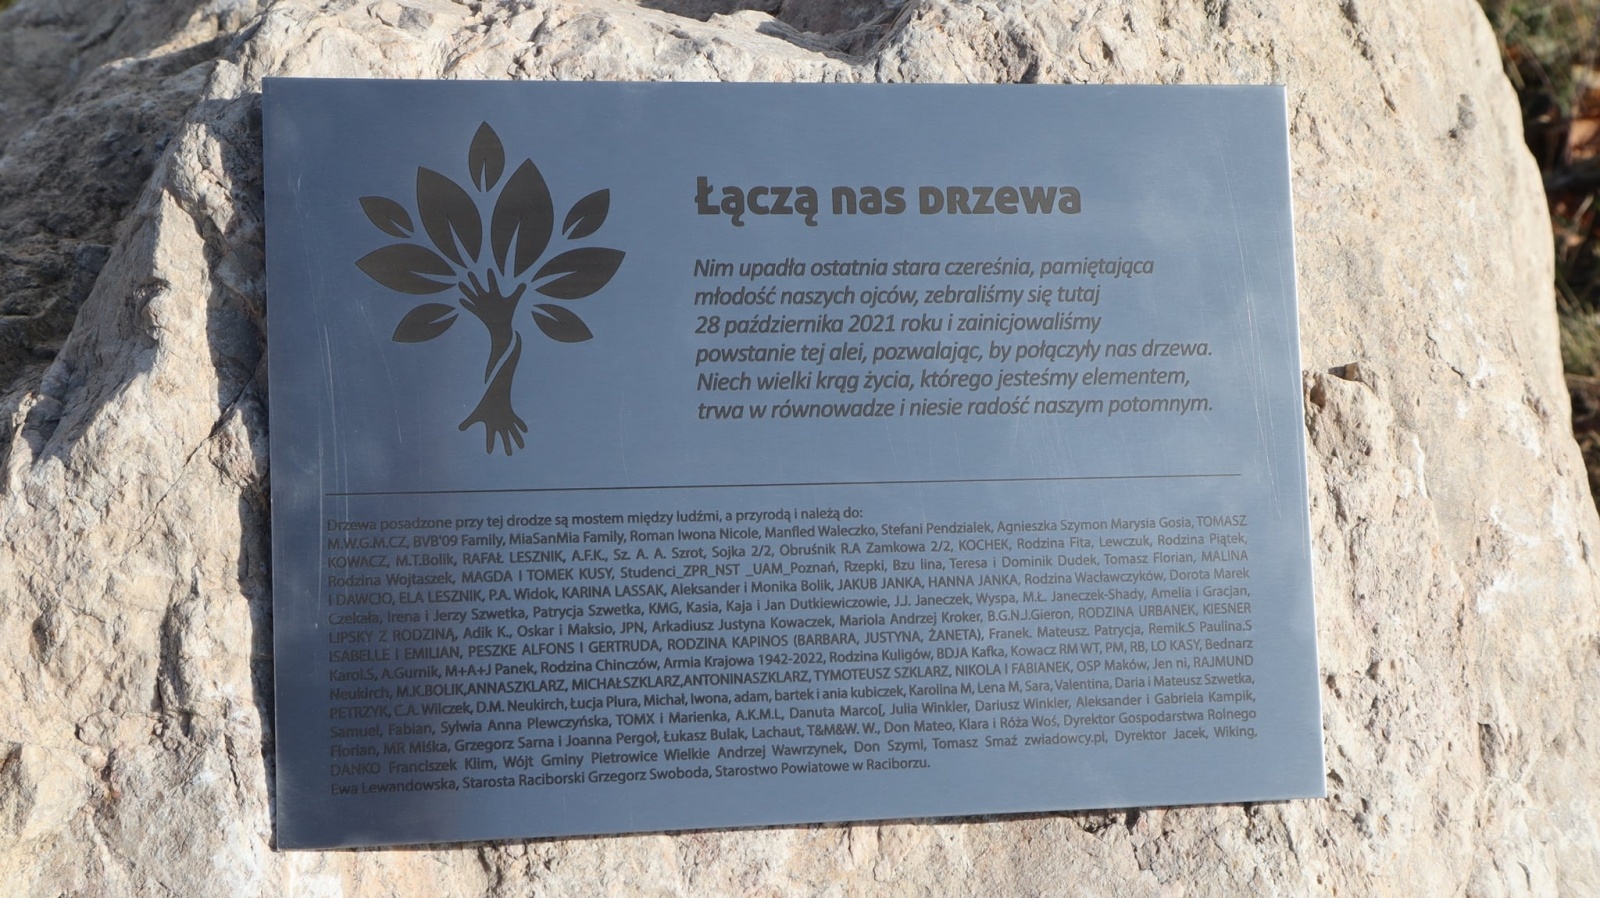 Łączą nas drzewa
Nim upadła ostatnia stara czereśnia, pamiętająca
młodość naszych ojców, zebraliśmy się tutaj
28 października 2021 roku i zainicjowaliśmy
powstanie tej alei, pozwalając, by połączyły nas drzewa.
Niech wielki krąg życia, którego jesteśmy elementem,
trwa w równowadze i niesie radość naszym potomnym.
Drzewa posadzone przy tej drodze są mostem między ludźmi, a przyrodą i należą do:
M.W.G.M.CZ, BVB'09 Family, MiaSanMia Family, Roman Iwona Nicole, Manfled Waleczko, Stefani Pendzialek, Agnieszka Szymon Marysia Gosia, TOMASZ
KOWACZ, M.T.Bolik, RAFAŁ LESZNIK, A.F.K., Sz. A. A. Szrot, Sojka 2/2, Obruśnik R.A Zamkowa 2/2, KOCHEK, Rodzina Fita, Lewczuk, Rodzina Piątek,
Rodzina Wojtaszek, MAGDA I TOMEK KUSY, Studenci_ZPR_NST _UAM_Poznań, Rzepki, Bzu lina, Teresa i Dominik Dudek, Tomasz Florian, MALINA
I DAWCIO, ELA LESZNIK, P.A. Widok, KARINA LASSAK, Aleksander i Monika Bolik, JAKUB JANKA, HANNA JANKA, Rodzina Wacławczyków, Dorota Marek
Czekała, Irena i Jerzy Szwetka, Patrycja Szwetka, KMG, Kasia, Kaja i Jan Dutkiewiczowie, J.J. Janeczek, Wyspa, M.Ł. Janeczek-Shady, Amelia i Gracjan,
LIPSKY Z RODZINĄ, Adik K., Oskar i Maksio, JPN, Arkadiusz Justyna Kowaczek, Mariola Andrzej Kroker, B.G.N.J.Gieron, RODZINA URBANEK, KIESNER
ISABELLE I EMILIAN, PESZKE ALFONS I GERTRUDA, RODZINA KAPINOS (BARBARA, JUSTYNA, ŻANETA), Franek. Mateusz. Patrycja, Remik.S Paulina.S
Karol.S, A.Gurnik, M+A+J Panek, Rodzina Chinczów, Armia Krajowa 1942-2022, Rodzina Kuligów, BDJA Kafka, Kowacz RM WT, PM, RB, LO KASY, Bednarz
Neukirch, M.K.BOLIK,ANNASZKLARZ, MICHAŁSZKLARZ,ANTONINASZKLARZ, TYMOTEUSZ SZKLARZ, NIKOLA I FABIANEK, OSP Maków, Jen ni, RAJMUND
PETRZYK, C.A. Wilczek, D.M. Neukirch, Łucja Plura, Michał, Iwona, adam, bartek i ania kubiczek, Karolina M, Lena M, Sara, Valentina, Daria i Mateusz Szwetka,
Samuel, Fabian, Sylwia Anna Plewczyńska, TOMX i Marienka, A.K.M.L, Danuta Marco[, Julia Winkler, Dariusz Winkler, Aleksander i Gabriela Kampik,
Florian, MR Miśka, Grzegorz Sarna i Joanna Pergoł, Łukasz Bulak, Lachaut, T&M&W. W., Don Mateo, Klara i Róża Woś, Dyrektor Gospodarstwa Rolnego
DANKO Franciszek Klim, Wójt Gminy Pietrowice Wielkie Andrzej Wawrzynek, Don Szymi, Tomasz Smaż zwiadowcy.pl, Dyrektor Jacek, Wiking,
Ewa Lewandowska, Starosta Raciborski Grzegorz Swoboda, Starostwo Powiatowe w Raciborzu.